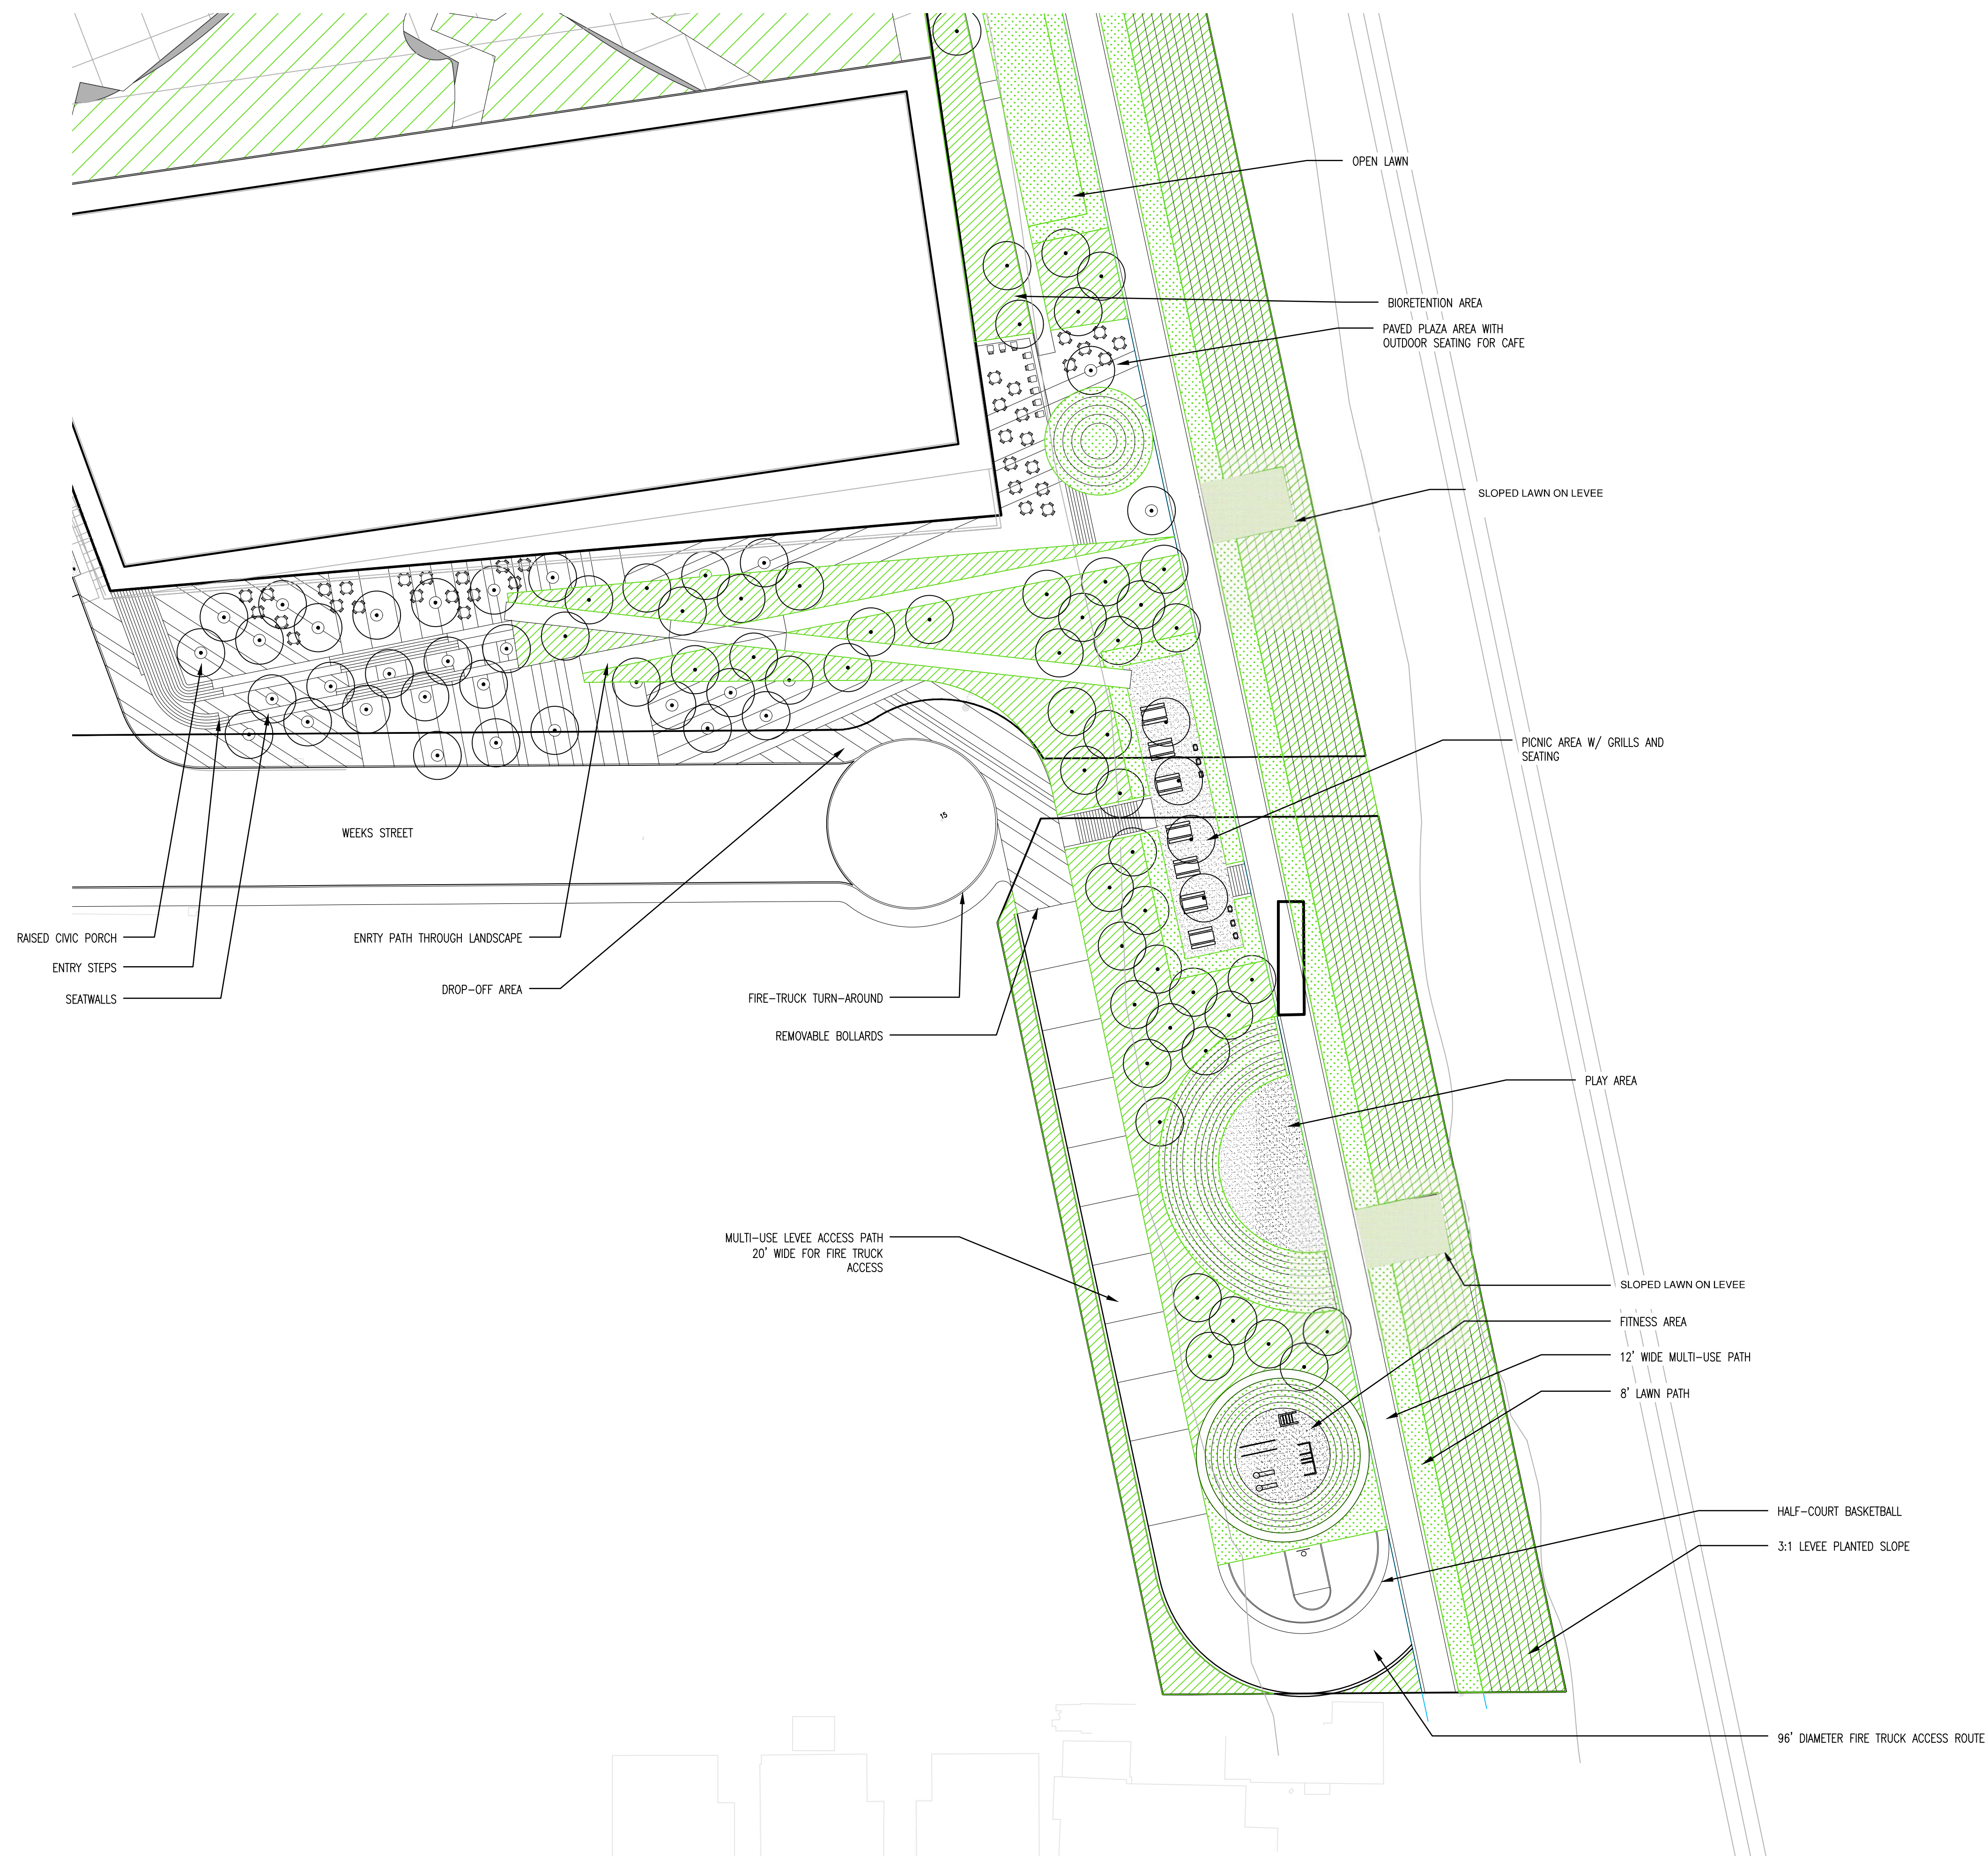 OPEN LAWN
BIORETENTION AREA
PAVED PLAZA AREA WITH
OUTDOOR SEATING FOR CAFE
SLOPED LAWN ON LEVEE
PICNIC AREA W/ GRILLS AND
SEATING
15
WEEKS STREET
RAISED CIVIC PORCH
ENTRY STEPS
SEATWALLS
ENRTY PATH THROUGH LANDSCAPE
DROP-OFF AREA
FIRE-TRUCK TURN-AROUND
REMOVABLE BOLLARDS
PLAY AREA
MULTI-USE LEVEE ACCESS PATH
20' WIDE FOR FIRE TRUCK
ACCESS
SLOPED LAWN ON LEVEE
FITNESS AREA
12' WIDE MULTI-USE PATH
8' LAWN PATH
HALF-COURT BASKETBALL
3:1 LEVEE PLANTED SLOPE
96' DIAMETER FIRE TRUCK ACCESS ROUTE